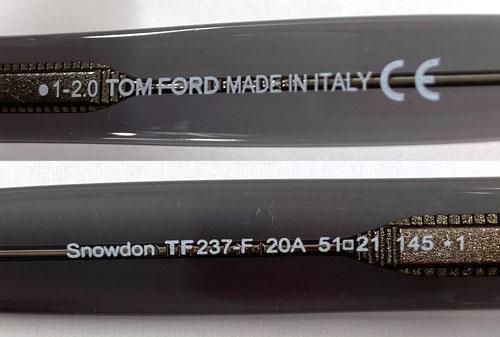 ●1-2.0 TOM FORD MADE IN ITALY CE
Snowdon TF237-F 20A 51□21 145 *1